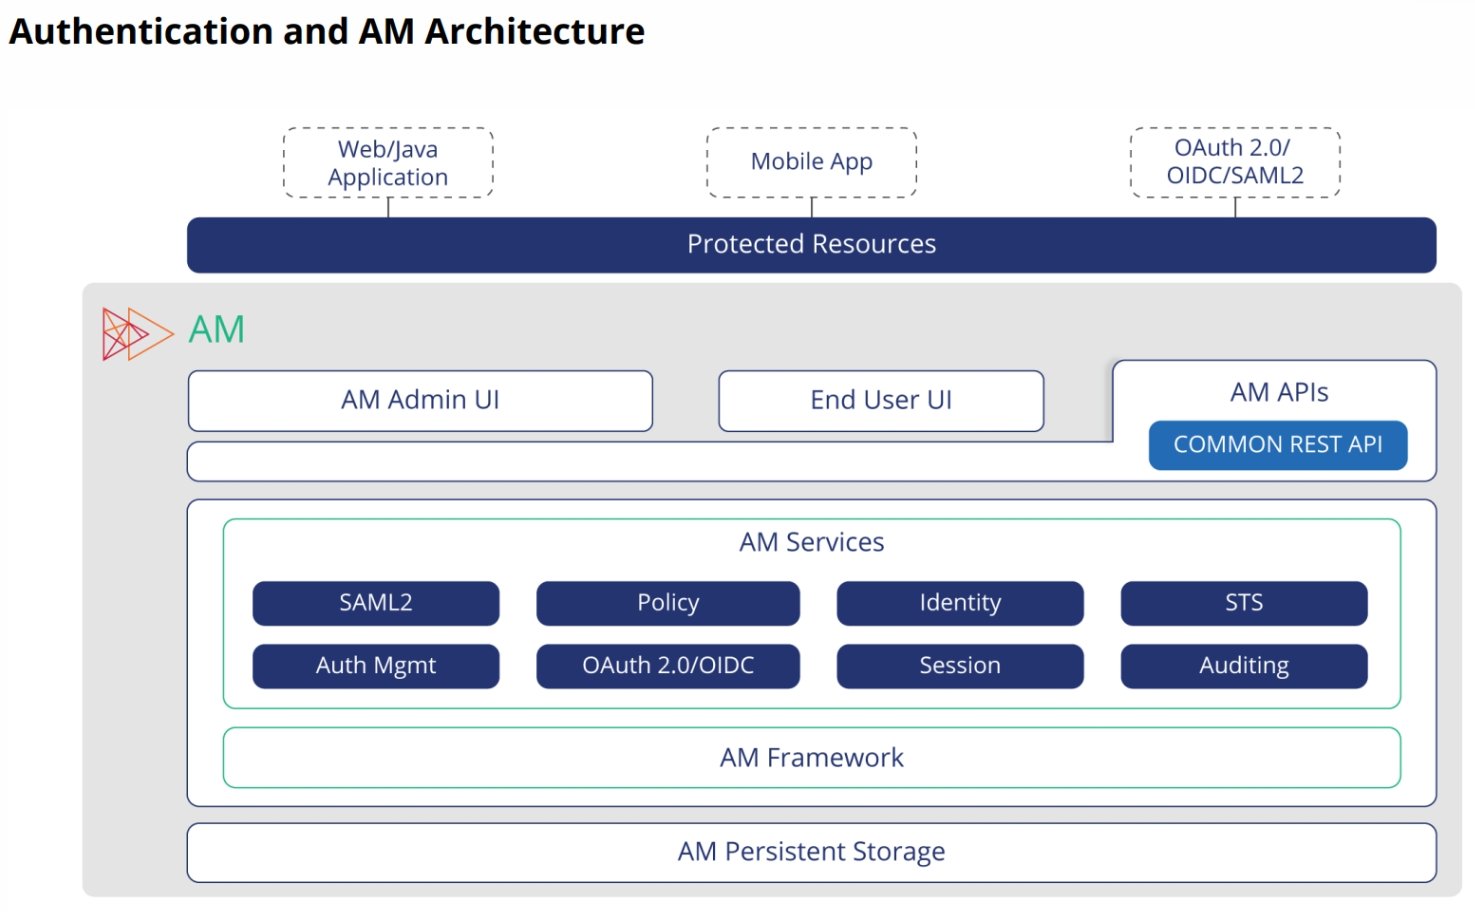 Authentication and AM Architecture
Web/Java
Application
Mobile App
OAuth 2.0/
OIDC/SAML2
Protected Resources
AM
AM Admin UI
End User UI
AM APIs
COMMON REST API
AM Services
SAML2
Policy
Identity
STS
Auth Mgmt
OAuth 2.0/OIDC
Session
Auditing
AM Framework
AM Persistent Storage